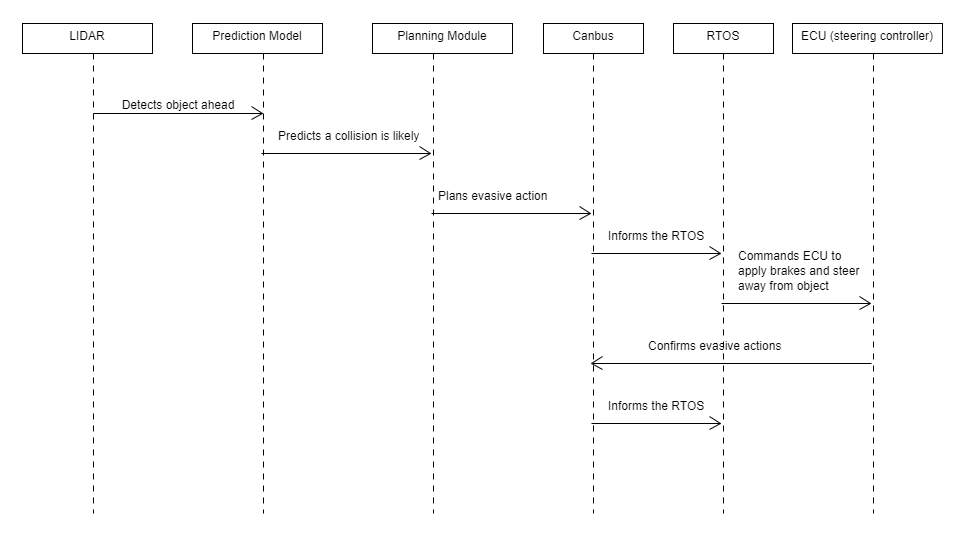 LIDAR
Prediction Model
Planning Module
Canbus
RTOS
ECU (steering controller)
Detects object ahead
Predicts a collision is likely
Plans evasive action
Informs the RTOS
Commands ECU to
apply brakes and steer
away from object
Confirms evasive actions
Informs the RTOS